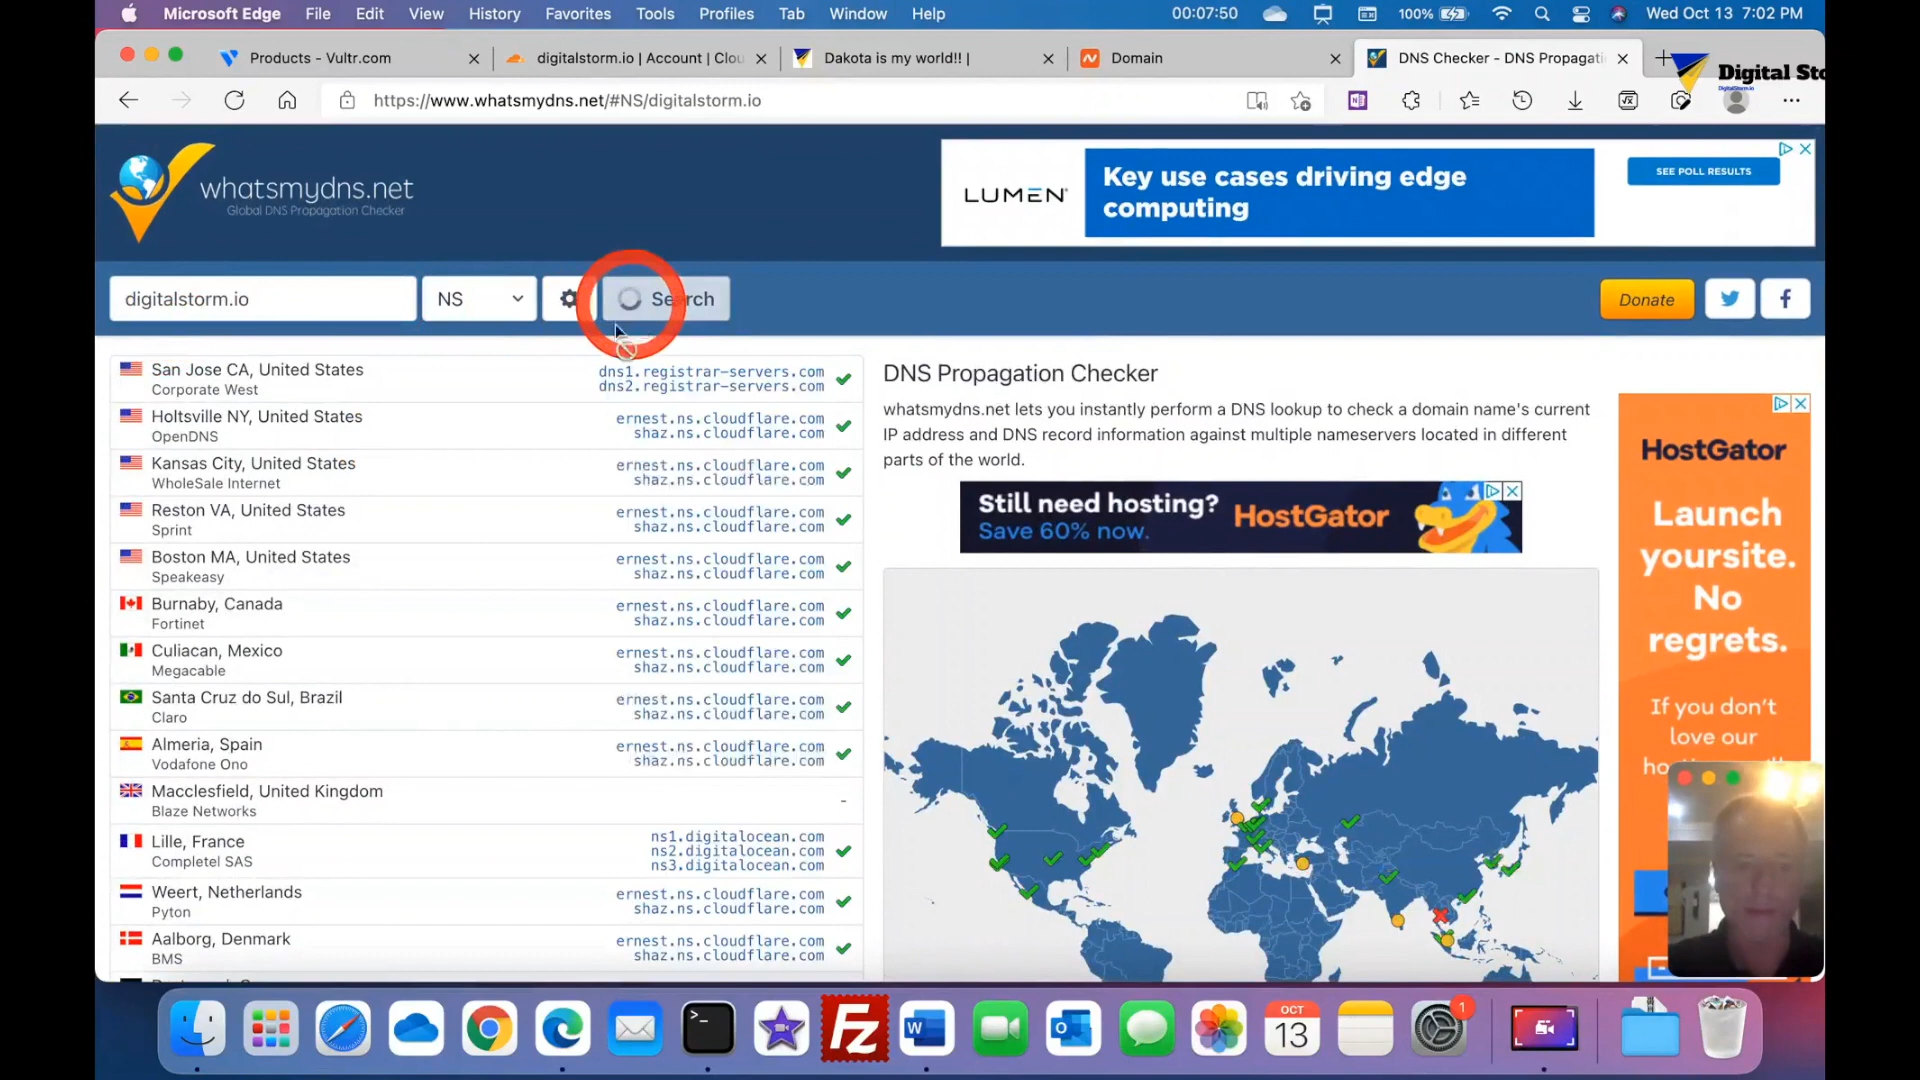 Microsoft Edge File Edit View History Favorites Tools Profiles Tab Window Help 00:07:50 100% Wed Oct 13 7:02 PM
Products - Vultr.com
digitalstorm.io | Account | Clou
Dakota is my world!! |
Domain
DNS Checker - DNS Propagati
Digital Sto
DigitalStorm.io
https://www.whatsmydns.net/#NS/digitalstorm.io
whatsmydns.net
Global DNS Propagation Checker
LUMEN
Key use cases driving edge
computing
SEE POLL RESULTS
digitalstorm.io
NS
Search
Donate
San Jose CA, United States
Corporate West
dns1.registrar-servers.com
dns2.registrar-servers.com
Holtsville NY, United States
OpenDNS
ernest.ns.cloudflare.com
shaz.ns.cloudflare.com
Kansas City, United States
WholeSale Internet
ernest.ns.cloudflare.com
shaz.ns.cloudflare.com
Reston VA, United States
Sprint
ernest.ns.cloudflare.com
shaz.ns.cloudflare.com
Boston MA, United States
Speakeasy
ernest.ns.cloudflare.com
shaz.ns.cloudflare.com
Burnaby, Canada
Fortinet
ernest.ns.cloudflare.com
shaz.ns.cloudflare.com
Culiacan, Mexico
Megacable
ernest.ns.cloudflare.com
shaz.ns.cloudflare.com
Santa Cruz do Sul, Brazil
Claro
ernest.ns.cloudflare.com
shaz.ns.cloudflare.com
Almeria, Spain
Vodafone Ono
ernest.ns.cloudflare.com
shaz.ns.cloudflare.com
Macclesfield, United Kingdom
Blaze Networks
-
Lille, France
Completel SAS
ns1.digitalocean.com
ns2.digitalocean.com
ns3.digitalocean.com
Weert, Netherlands
Pyton
ernest.ns.cloudflare.com
shaz.ns.cloudflare.com
Aalborg, Denmark
BMS
ernest.ns.cloudflare.com
shaz.ns.cloudflare.com
DNS Propagation Checker
whatsmydns.net lets you instantly perform a DNS lookup to check a domain name's current
IP address and DNS record information against multiple nameservers located in different
parts of the world.
Still need hosting?
Save 60% now.
HostGator
HostGator
Launch
yoursite.
No
regrets.
If you don't
love our
OCT
13
1